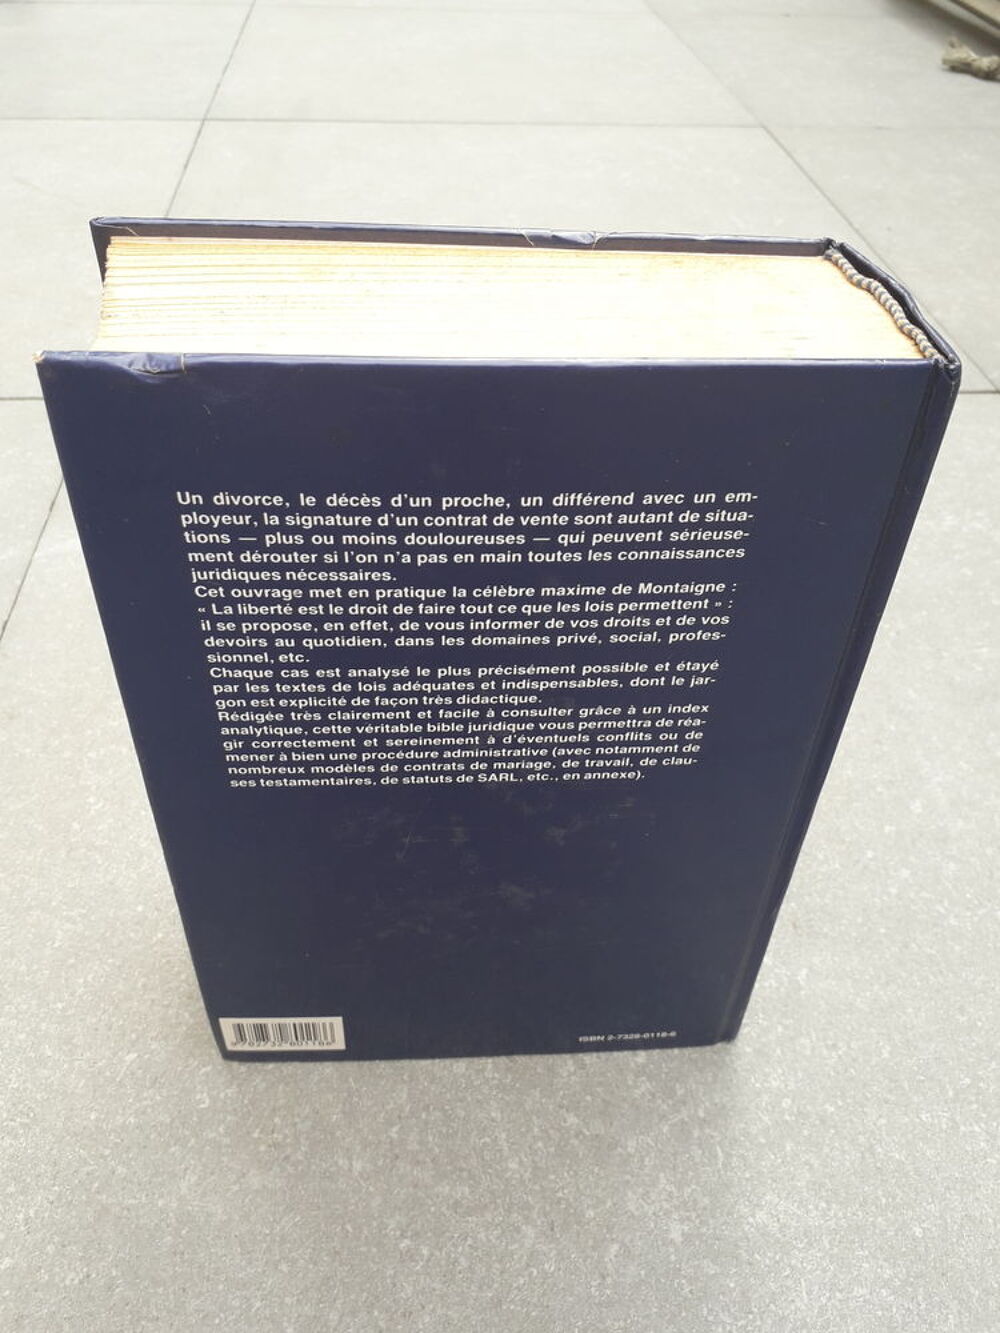 Un divorce, le décès d'un proche, un différend avec un em-
ployeur, la signature d'un contrat de vente sont autant de situa-
tions — plus ou moins douloureuses — qui peuvent sérieuse-
ment dérouter si l'on n'a pas en main toutes les connaissances
juridiques nécessaires.
Cet ouvrage met en pratique la célèbre maxime de Montaigne :
« La liberté est le droit de faire tout ce que les lois permettent » :
il se propose, en effet, de vous informer de vos droits et de vos
devoirs au quotidien, dans les domaines privé, social, profes-
sionnel, etc.
Chaque cas est analysé le plus précisément possible et étayé
par les textes de lois adéquates et indispensables, dont le jar-
gon est explicité de façon très didactique.
Rédigée très clairement et facile à consulter grâce à un index
analytique, cette véritable bible juridique vous permettra de réa-
gir correctement et sereinement à d'éventuels conflits ou de
mener à bien une procédure administrative (avec notamment de
nombreux modèles de contrats de mariage, de travail, de clau-
ses testamentaires, de statuts de SARL, etc., en annexe).
ISBN 2-7328-0118-6